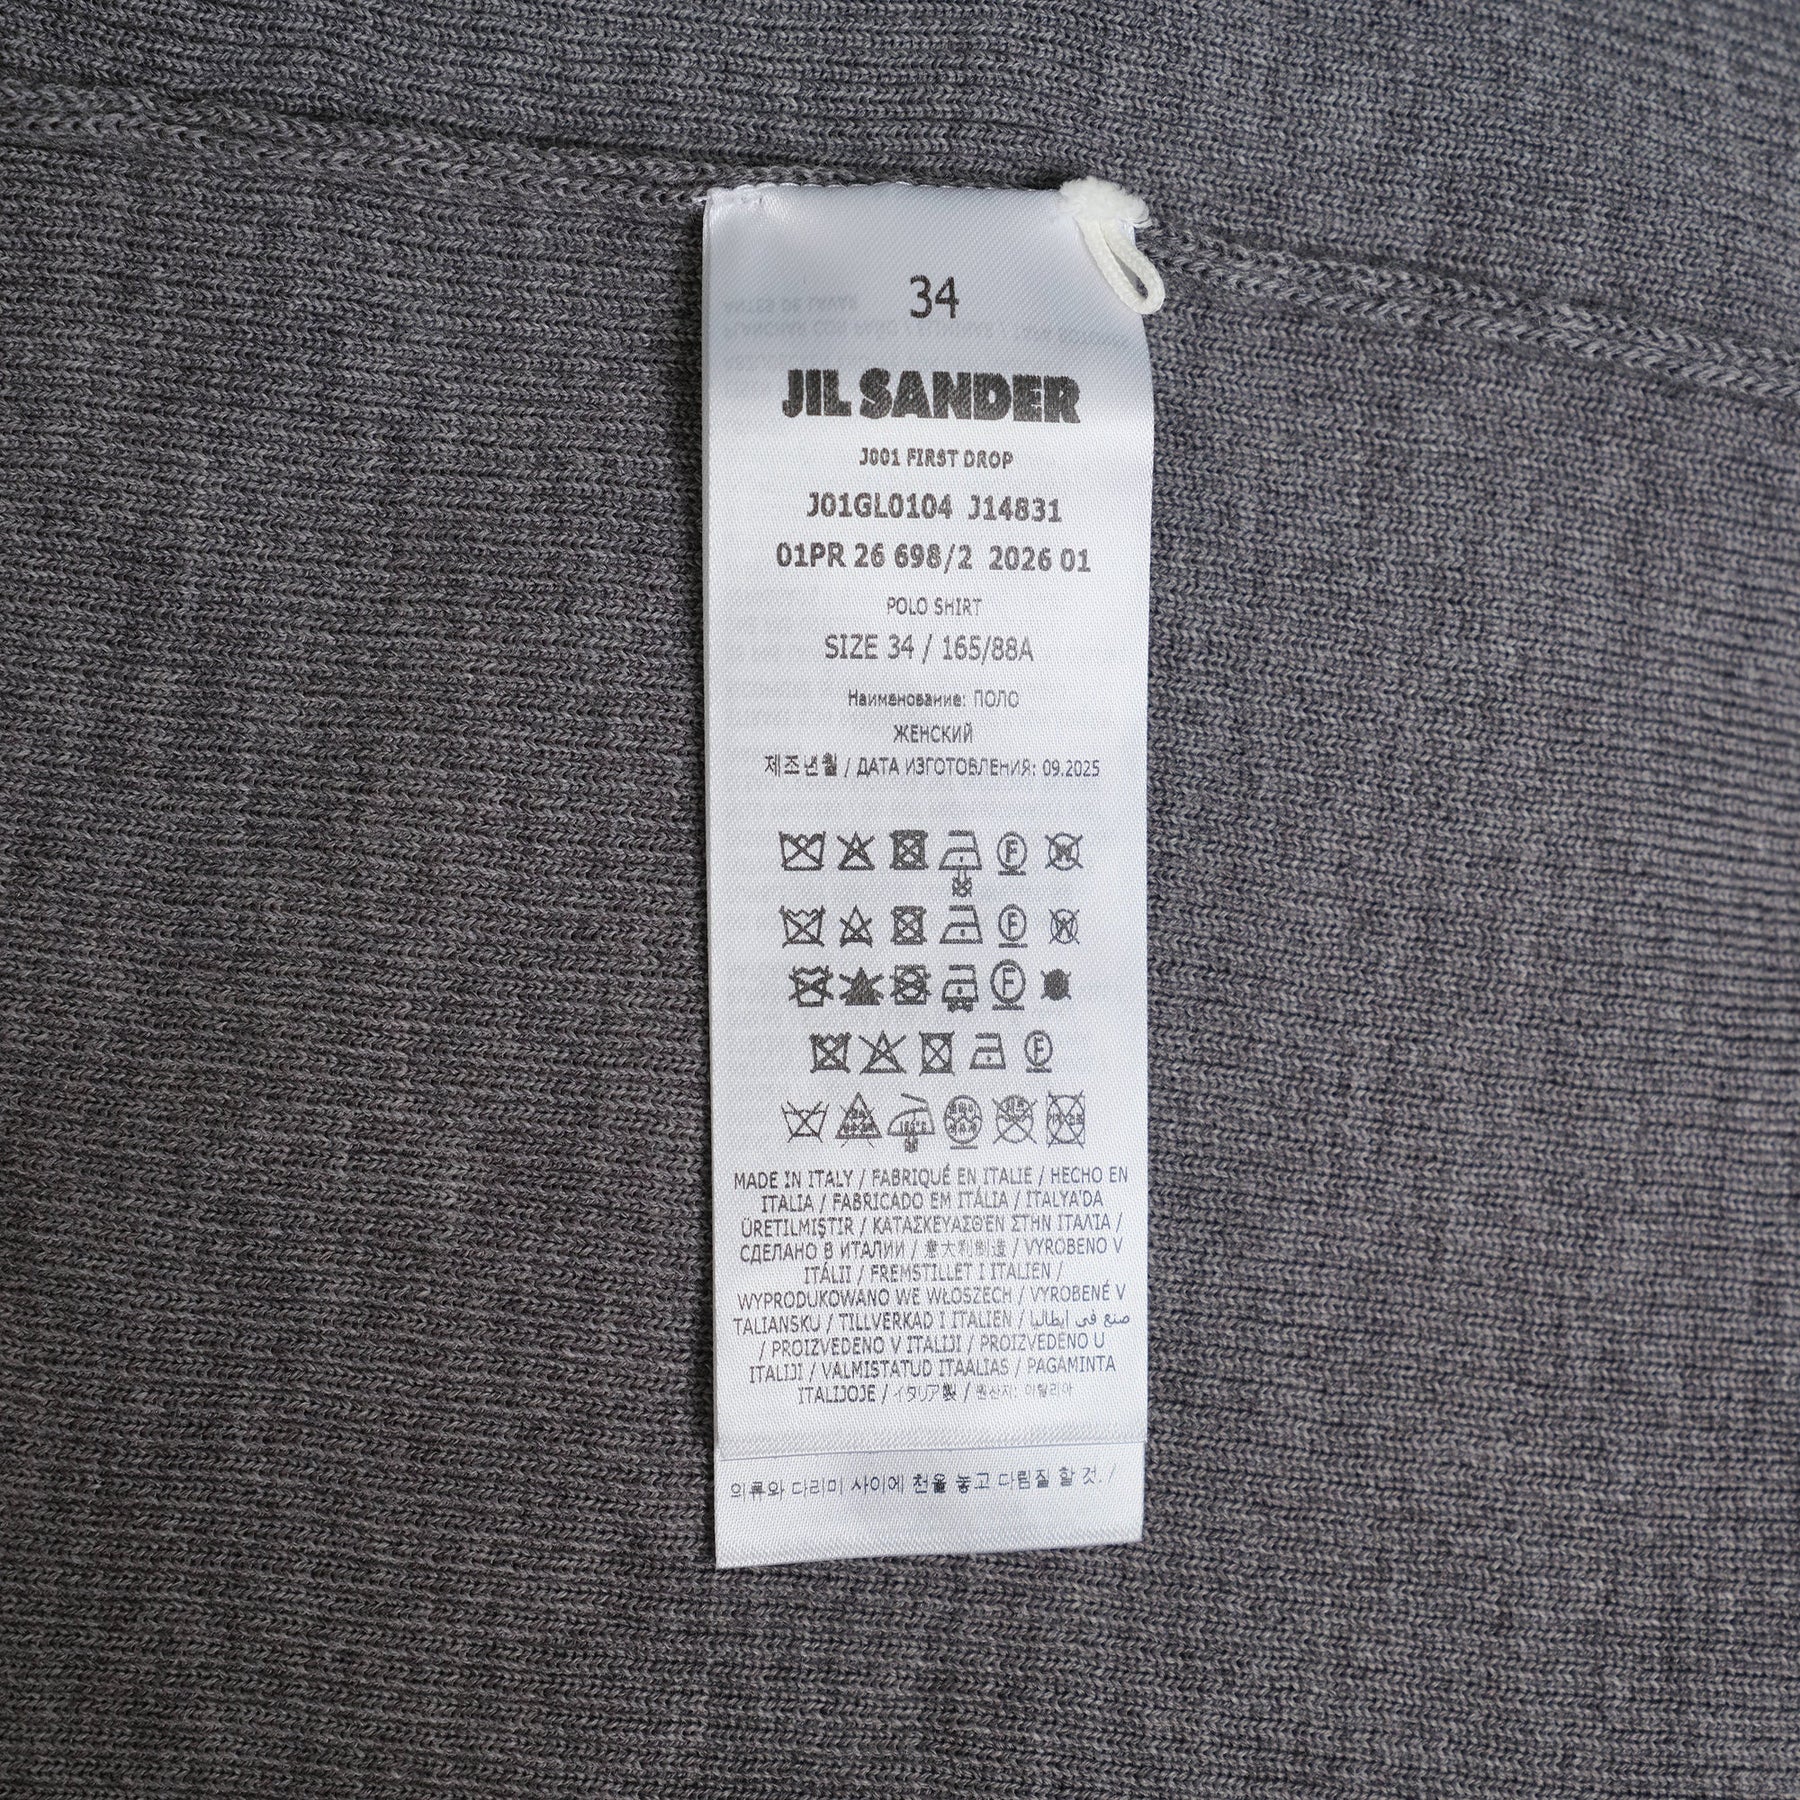 34
JIL SANDER
J001 FIRST DROP
J01GL0104 J14831
01PR 26 698/2 2026 01
POLO SHIRT
SIZE 34 / 165/88A
Наименование: ПОЛО
ЖЕНСКИЙ
제조년월 / ДАТА ИЗГОТОВЛЕНИЯ: 09.2025
F
F
F
F
MADE IN ITALY / FABRIQUÉ EN ITALIE / HECHO EN
ITALIA / FABRICADO EM ITÁLIA / ITALYA'DA
ÜRETILMIŞTIR / ΚΑΤΑΣΚΕΥΑΣΘΈΝ ΣΤΗΝ ΙΤΑΛΊΑ /
СДЕЛАНО В ИТАЛИИ / 意大利制造 / VYROBENO V
ITÁLII / FREMSTILLET I ITALIEN /
WYPRODUKOWANO WE WŁOSZECH / VYROBENÉ V
TALIANSKU / TILLVERKAD I ITALIEN / صنع في ايطاليا
/ PROIZVEDENO V ITALIJI / PROIZVEDENO U
ITALIJI / VALMISTATUD ITAALIAS / PAGAMINTA
ITALIJOJE / イタリア製 / 원산지: 이탈리아
의류와 다리미 사이에 천을 놓고 다림질 할 것. /